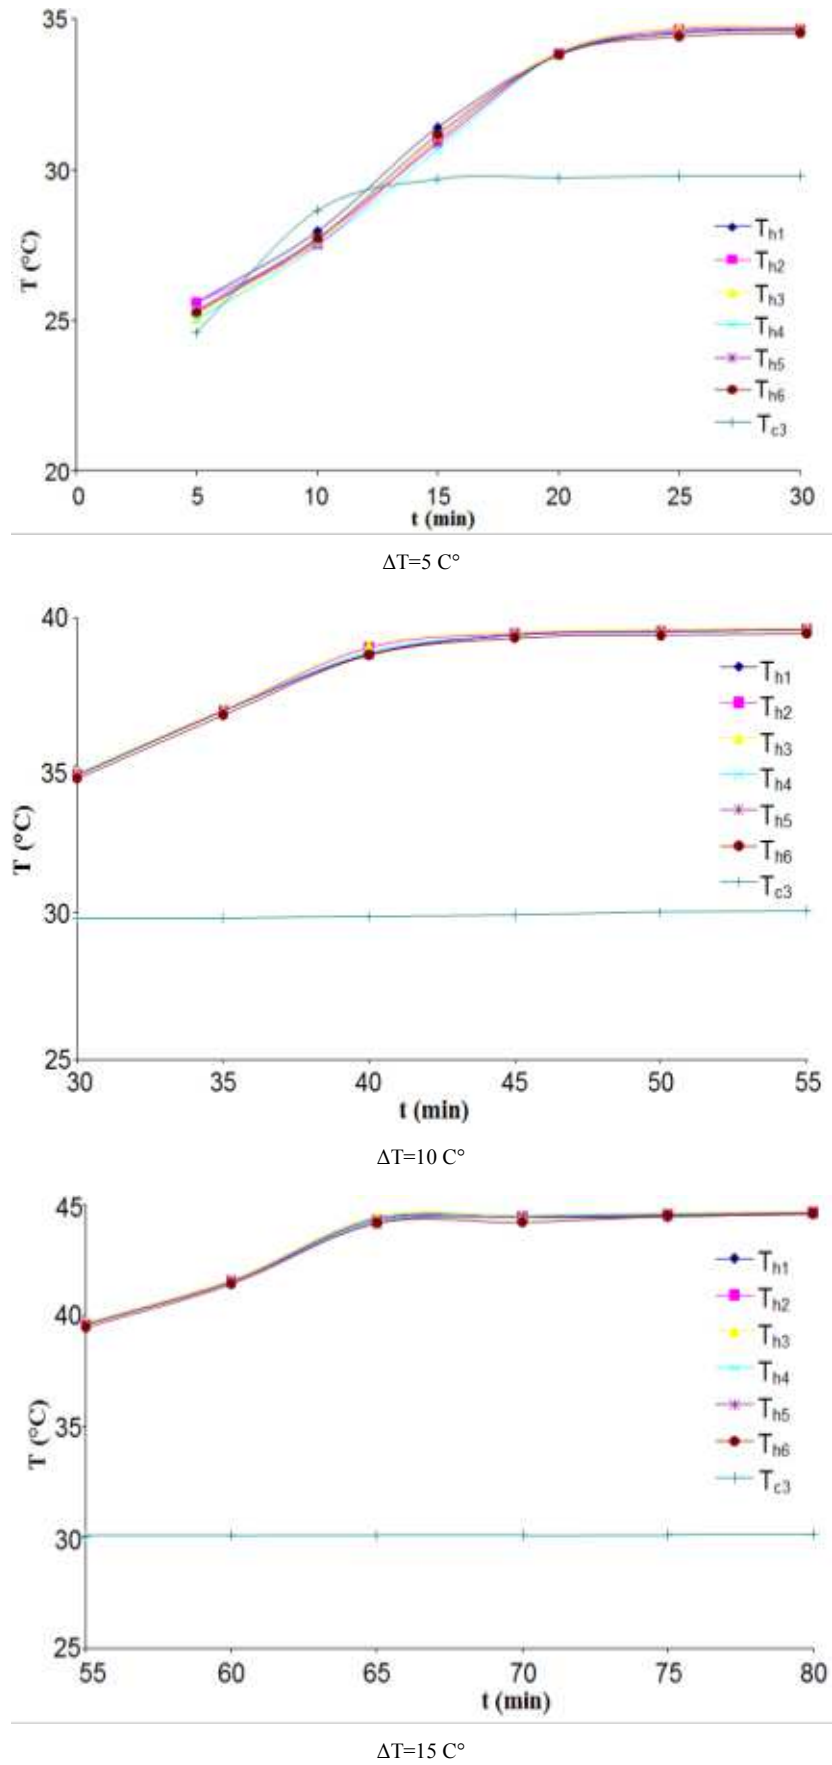 35
30
25
20
T (°C)
0 5 10 15 20 25 30
t (min)
Th1
Th2
Th3
Th4
Th5
Th6
Tc3
ΔT=5 C°
40
35
30
25
T (°C)
30 35 40 45 50 55
t (min)
Th1
Th2
Th3
Th4
Th5
Th6
Tc3
ΔT=10 C°
45
40
35
30
25
T (°C)
55 60 65 70 75 80
t (min)
Th1
Th2
Th3
Th4
Th5
Th6
Tc3
ΔT=15 C°